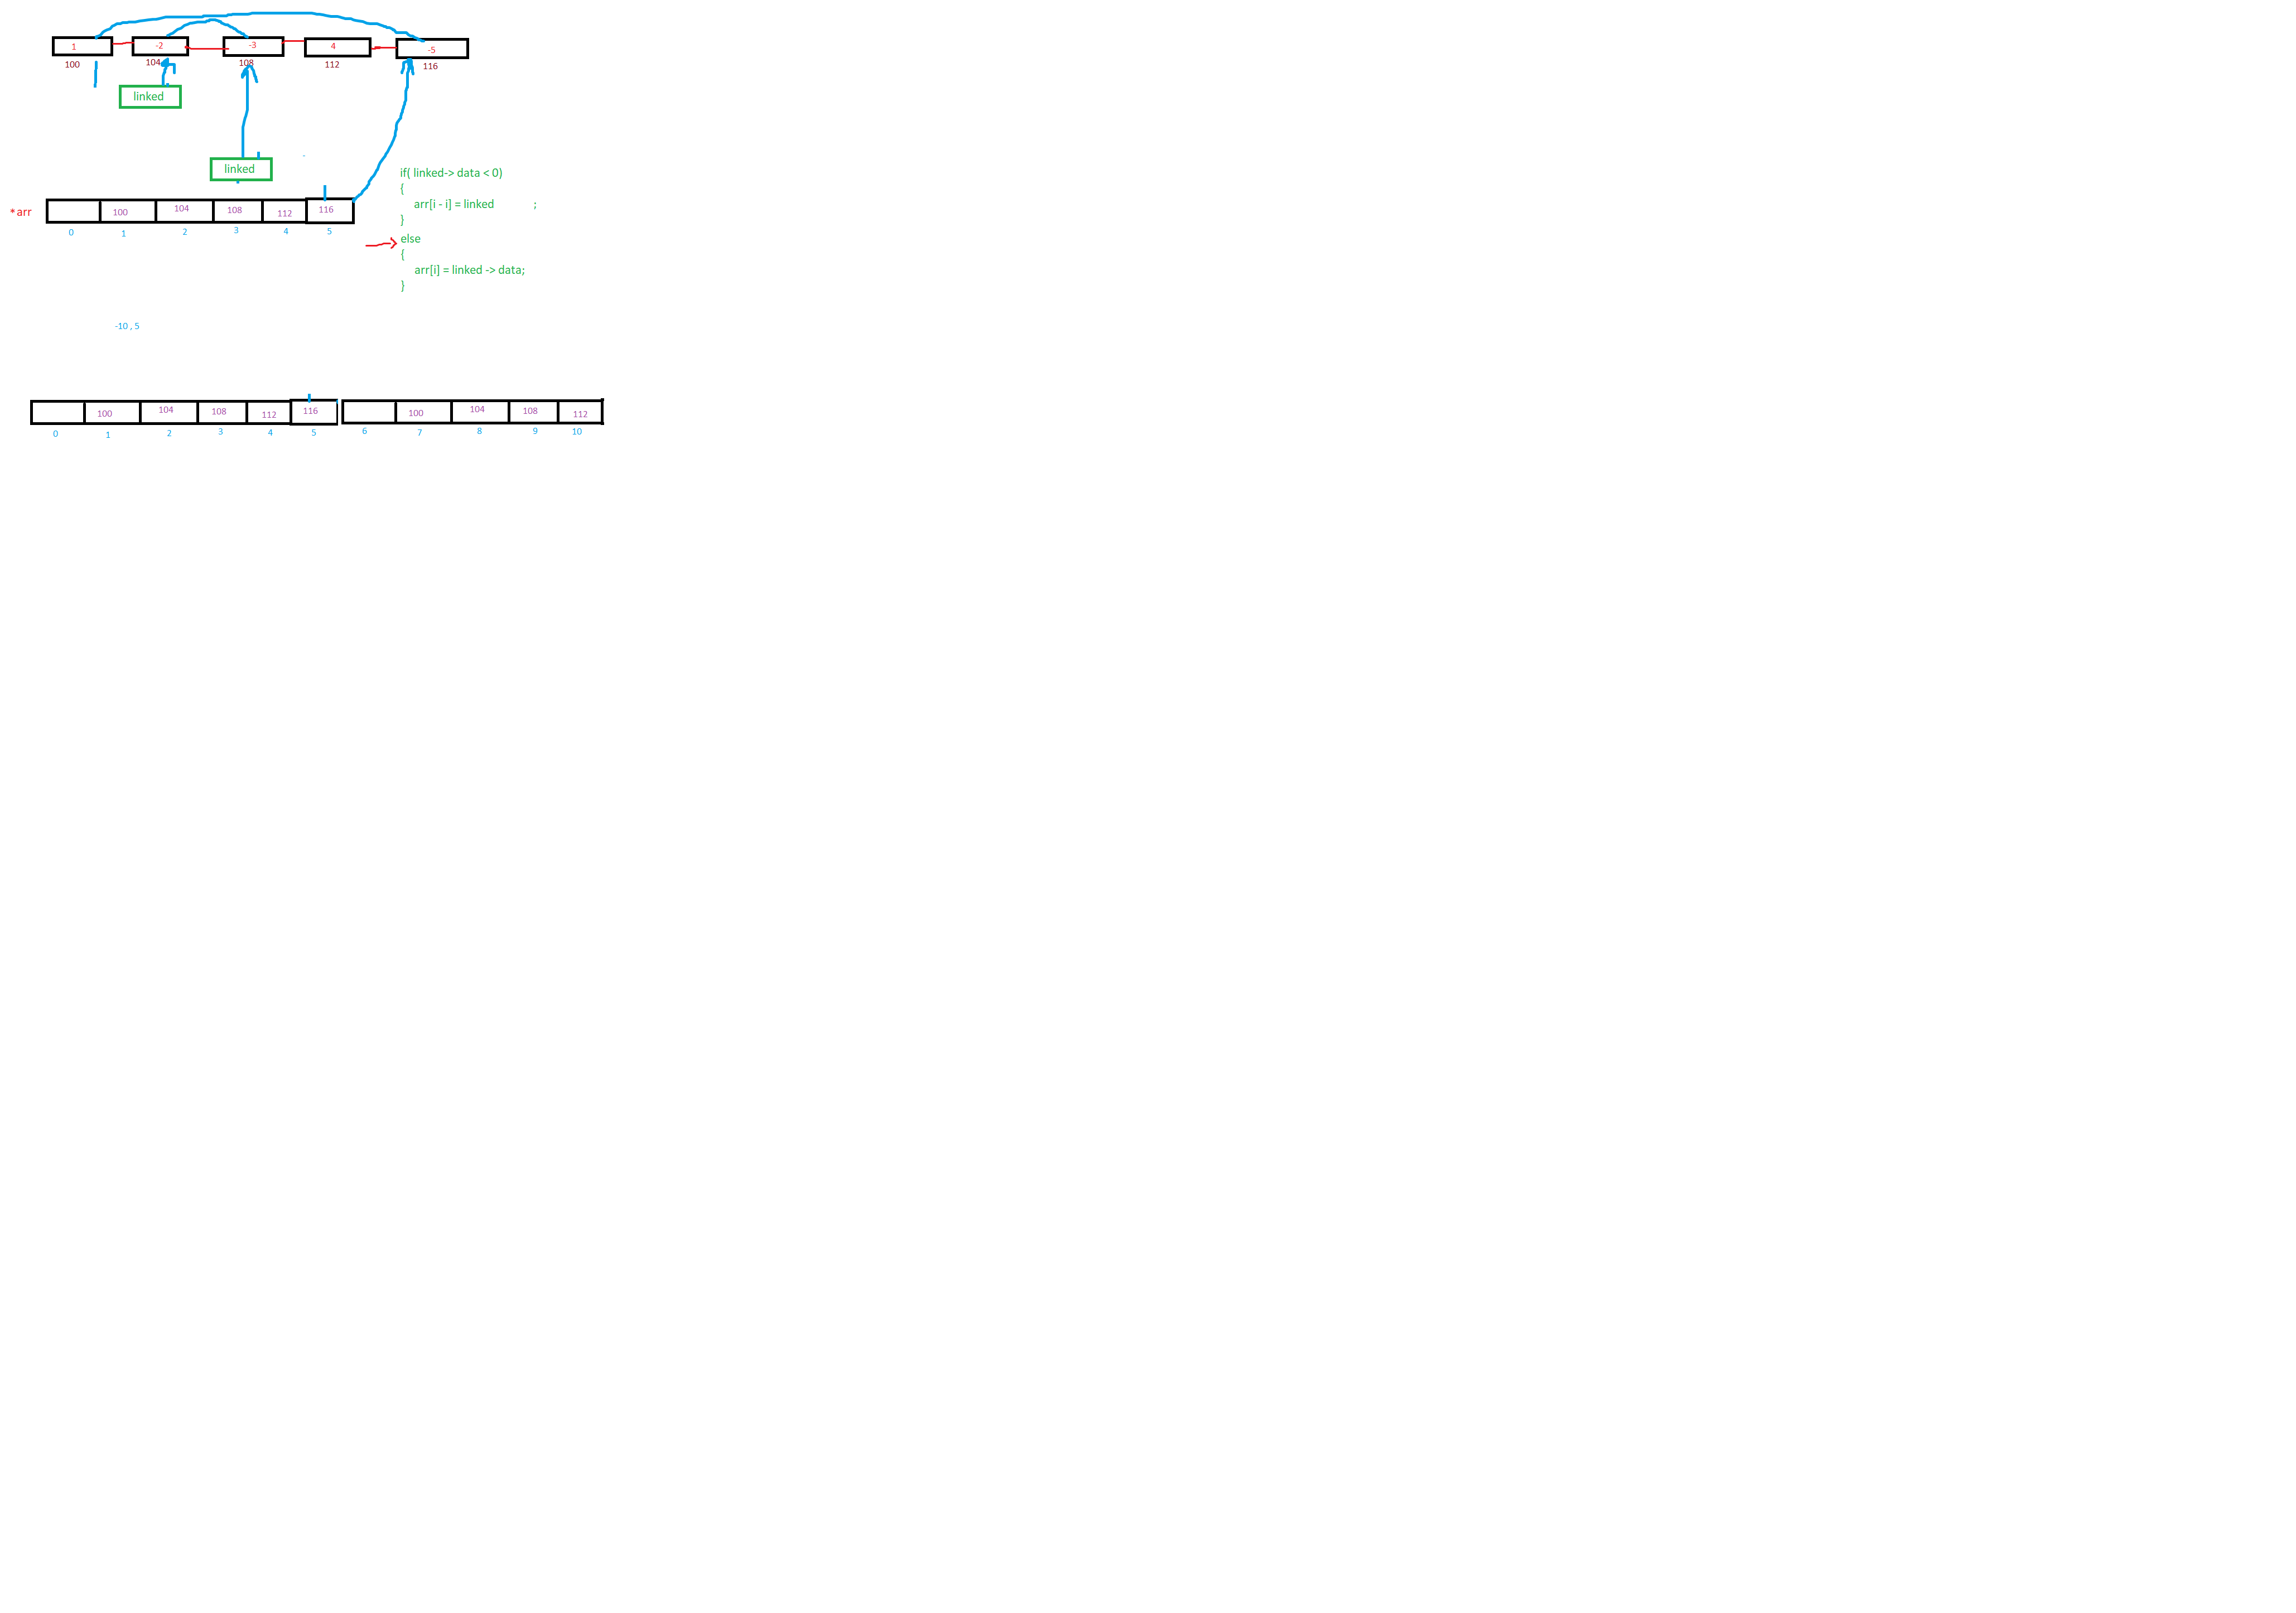 1 -2 -3 4 -5
100 104 108 112 116
linked
linked
*arr 100 104 108 112 116
0 1 2 3 4 5
if( linked-> data < 0)
{
arr[i - i] = linked ;
}
else
{
arr[i] = linked -> data;
}
-10 , 5
100 104 108 112 116 100 104 108 112
0 1 2 3 4 5 6 7 8 9 10